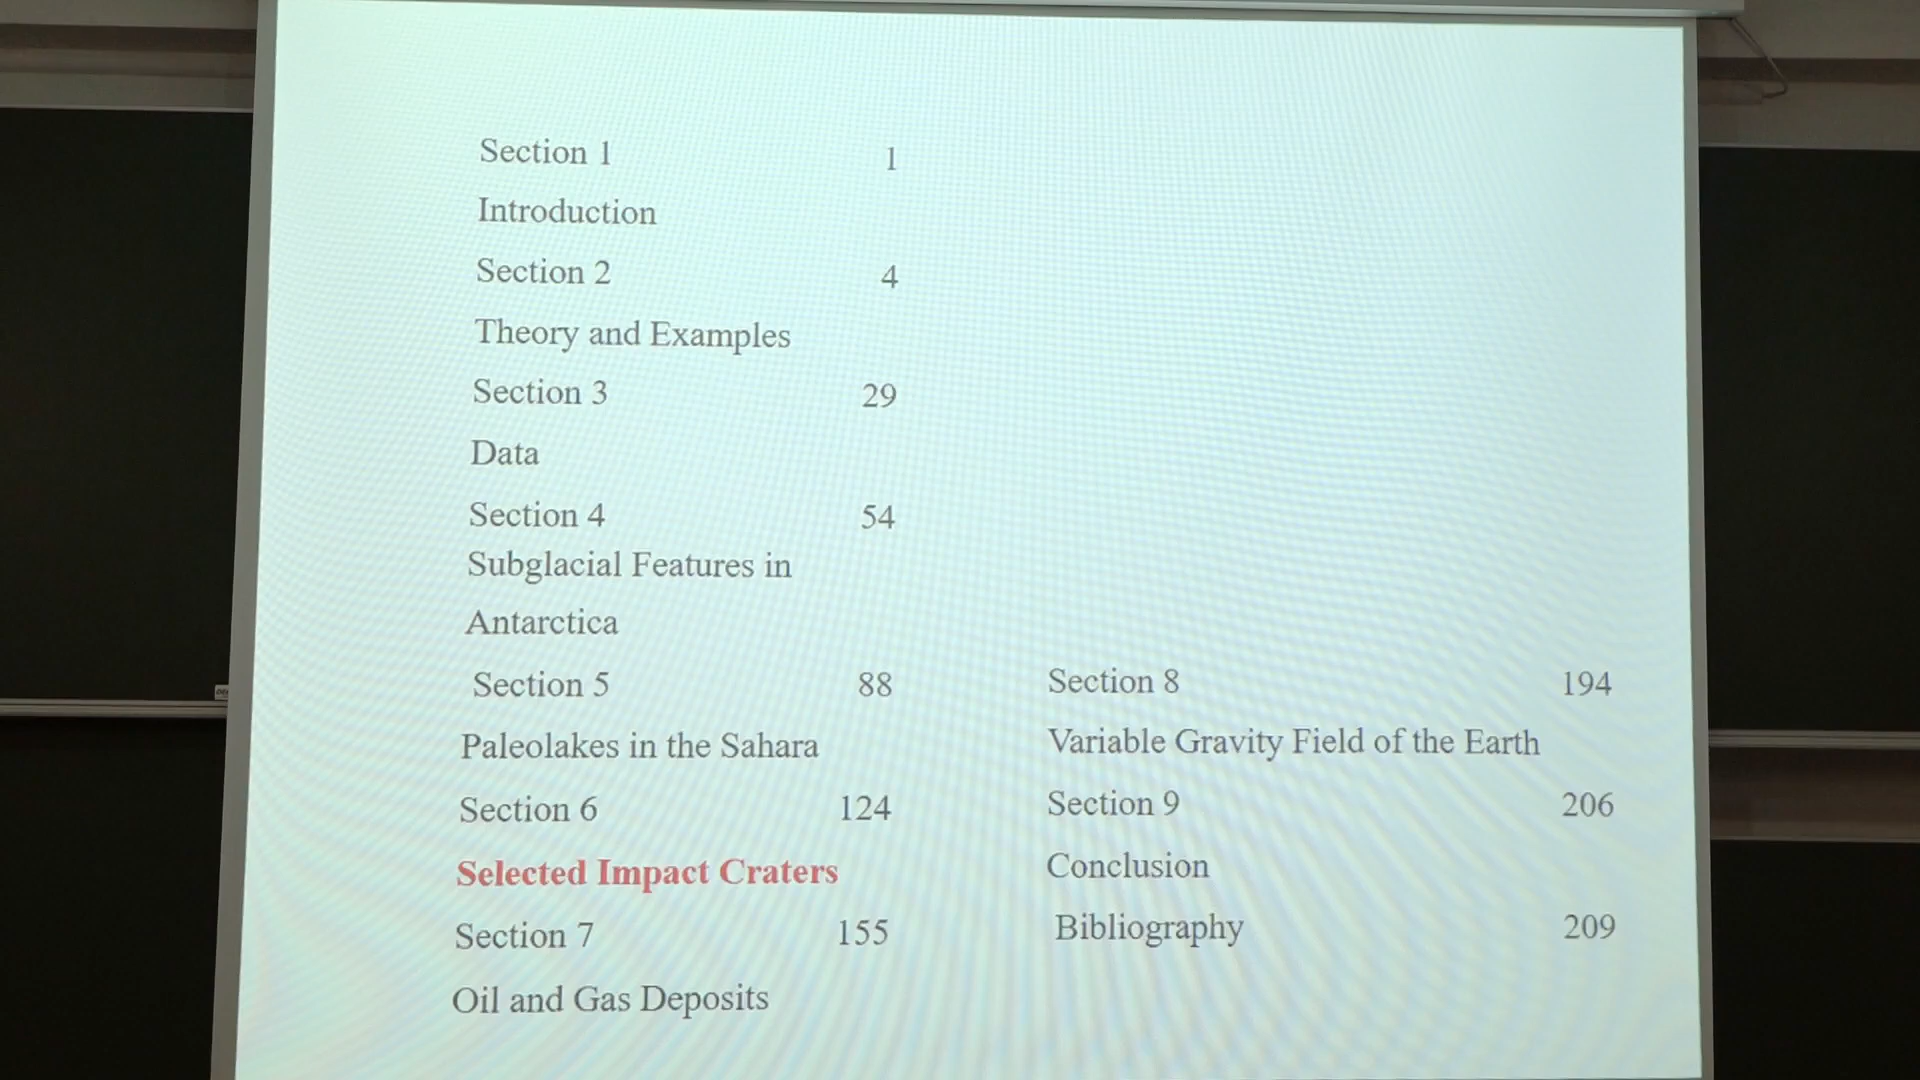 Section 1 1
Introduction
Section 2 4
Theory and Examples
Section 3 29
Data
Section 4 54
Subglacial Features in
Antarctica
Section 5 88
Paleolakes in the Sahara
Section 6 124
Selected Impact Craters
Section 7 155
Oil and Gas Deposits
Section 8 194
Variable Gravity Field of the Earth
Section 9 206
Conclusion
Bibliography 209